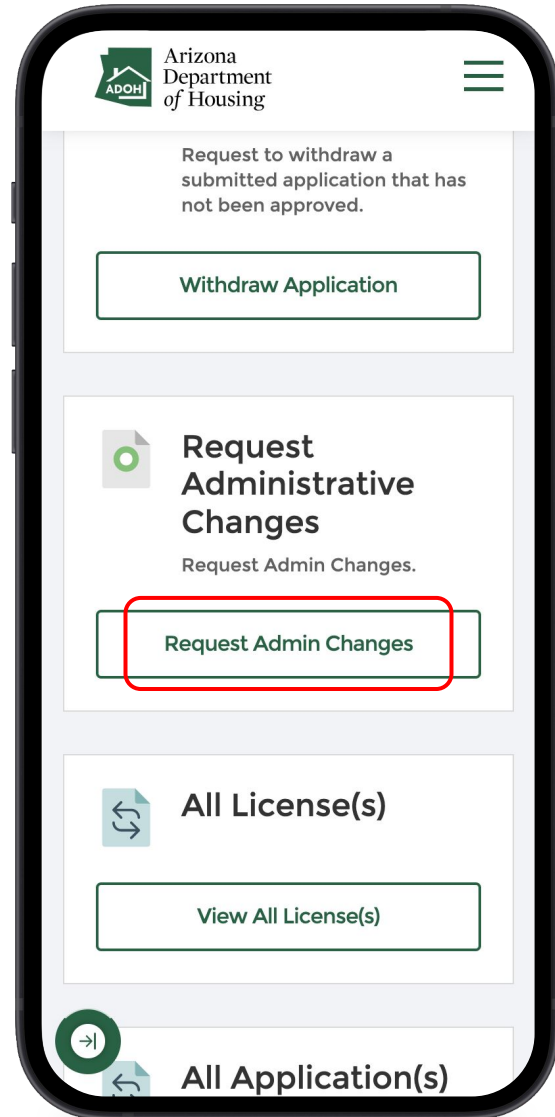 Arizona
Department
of Housing
ADOH
Request to withdraw a
submitted application that has
not been approved.
Withdraw Application
Request
Administrative
Changes
Request Admin Changes.
Request Admin Changes
All License(s)
View All License(s)
All Application(s)